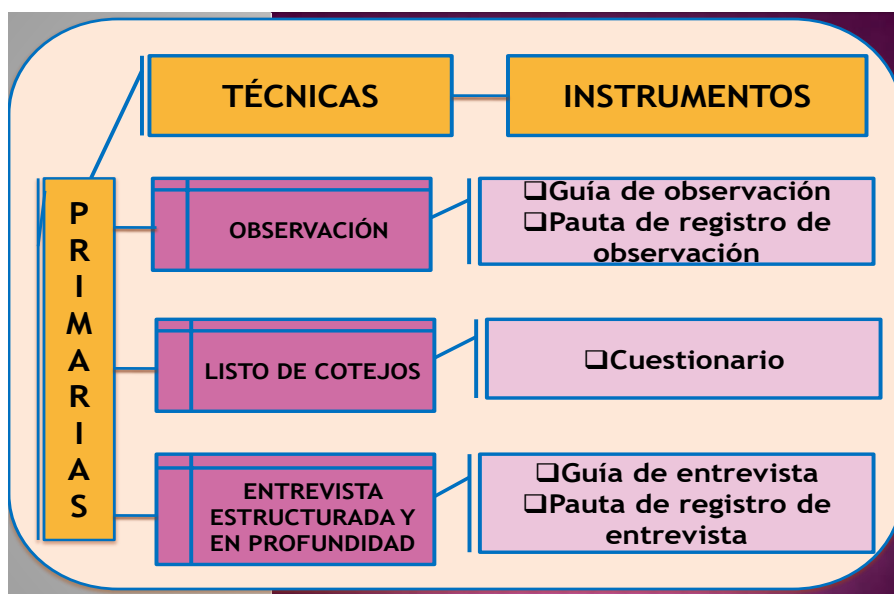 TÉCNICAS
INSTRUMENTOS
PRIMARIAS
OBSERVACIÓN
❑Guía de observación
❑Pauta de registro de
observación
LISTO DE COTEJOS
❑Cuestionario
ENTREVISTA
ESTRUCTURADA Y
EN PROFUNDIDAD
❑Guía de entrevista
❑Pauta de registro de
entrevista